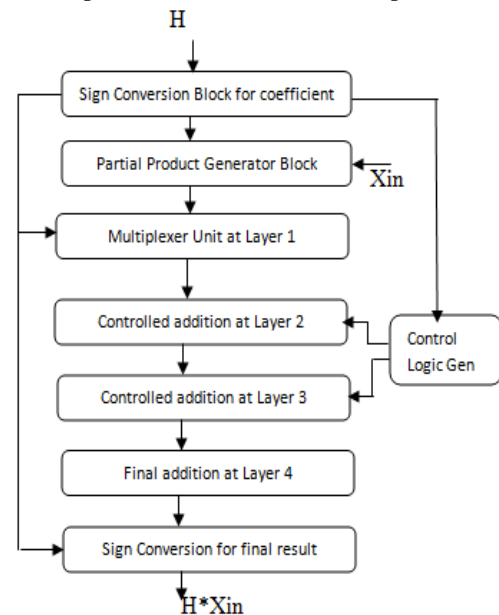 H
Sign Conversion Block for coefficient
Partial Product Generator Block
Xin
Multiplexer Unit at Layer 1
Controlled addition at Layer 2
Control
Logic Gen
Controlled addition at Layer 3
Final addition at Layer 4
Sign Conversion for final result
H*Xin